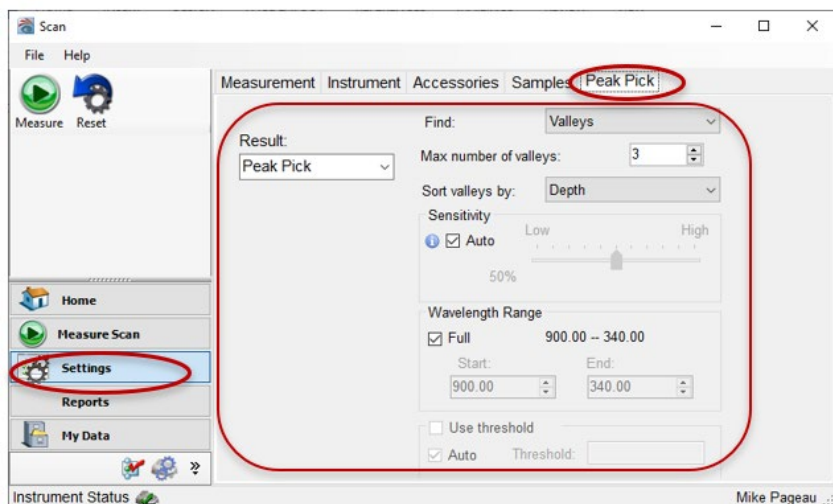 Scan
File Help
Measure Reset
Home
Measure Scan
Settings
Reports
My Data
Measurement Instrument Accessories Samples Peak Pick
Result:
Peak Pick
Find: Valleys
Max number of valleys: 3
Sort valleys by: Depth
Sensitivity
Auto Low High
50%
Wavelength Range
Full 900.00 -- 340.00
Start: End:
900.00 340.00
Use threshold
Auto Threshold:
Instrument Status Mike Pageau